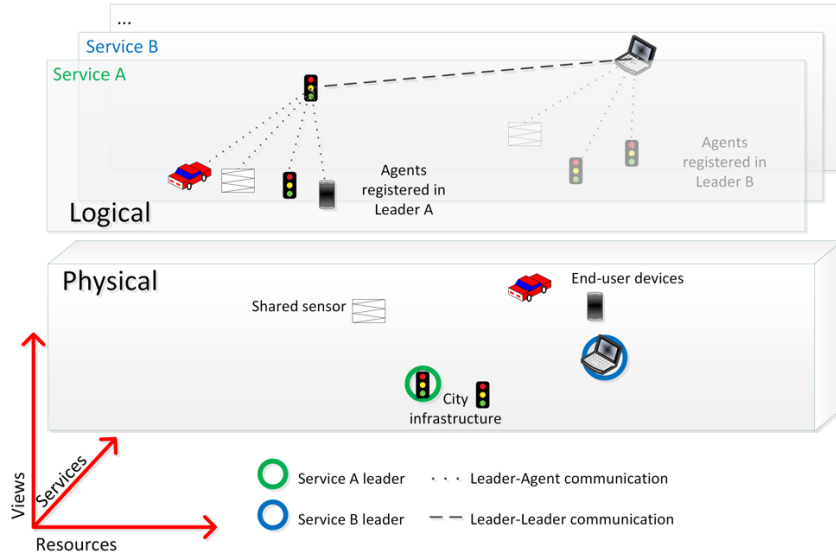 ...
Service B
Service A
Agents
registered in
Leader A
Agents
registered in
Leader B
Logical
Physical
End-user devices
Shared sensor
City
infrastructure
Views
Services
Resources
Service A leader
Leader-Agent communication
Service B leader
Leader-Leader communication